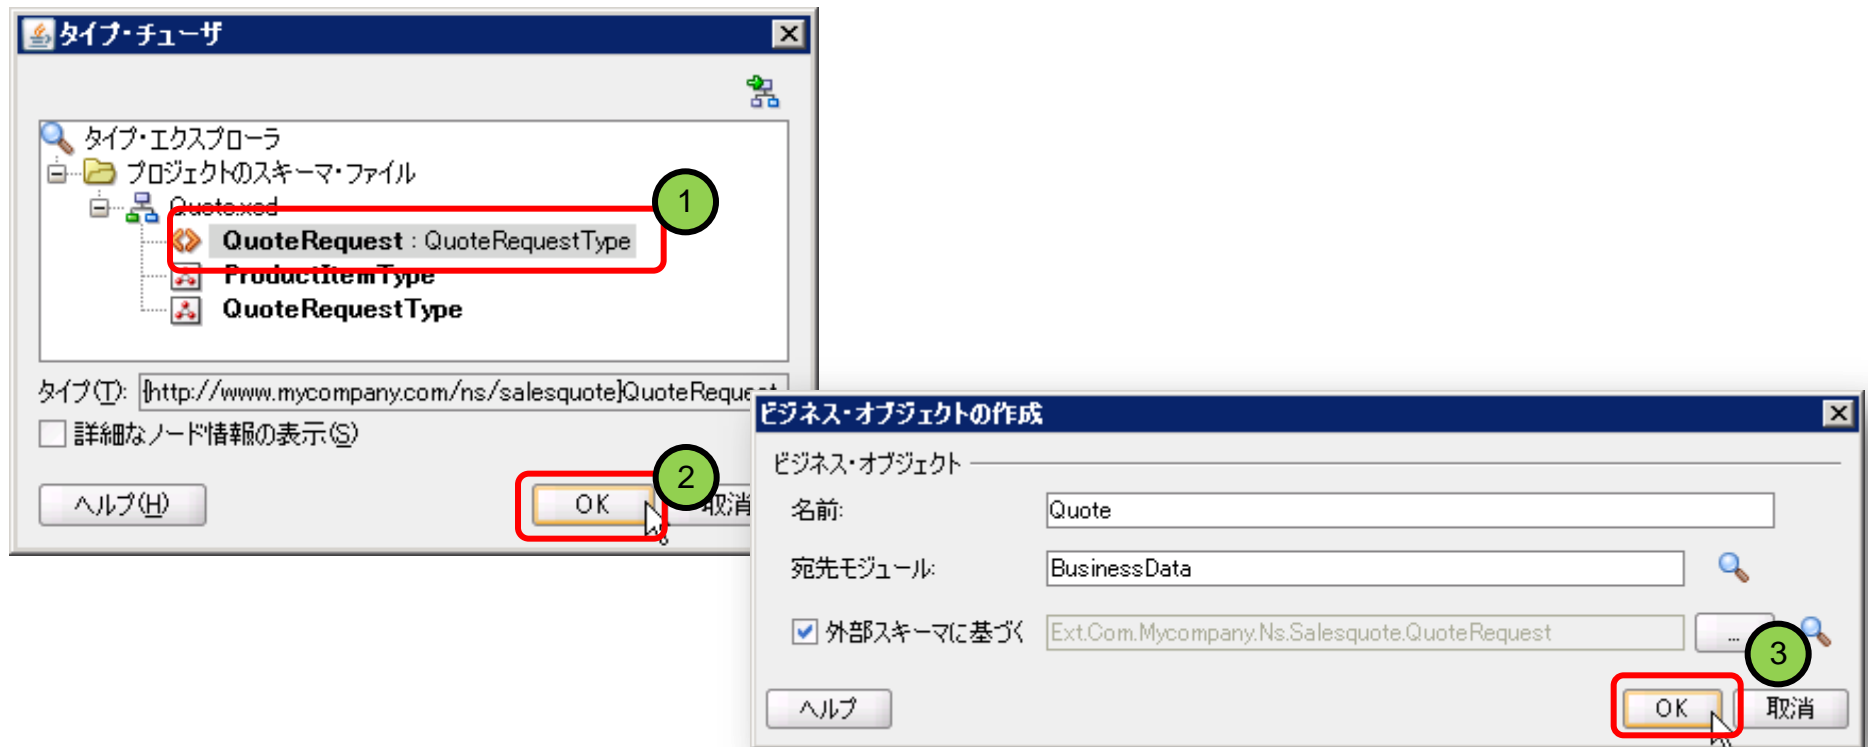 タイプ・チューザ
タイプ・エクスプローラ
プロジェクトのスキーマ・ファイル
Quote.xsd
1
QuoteRequest : QuoteRequestType
ProductItemType
QuoteRequestType
タイプ(T): {http://www.mycompany.com/ns/salesquote}QuoteRequest
詳細なノード情報の表示(S)
2
ヘルプ(H) OK 取消
ビジネス・オブジェクトの作成
ビジネス・オブジェクト
名前: Quote
宛先モジュール: BusinessData
外部スキーマに基づく Ext.Com.Mycompany.Ns.Salesquote.QuoteRequest ...
3
ヘルプ OK 取消